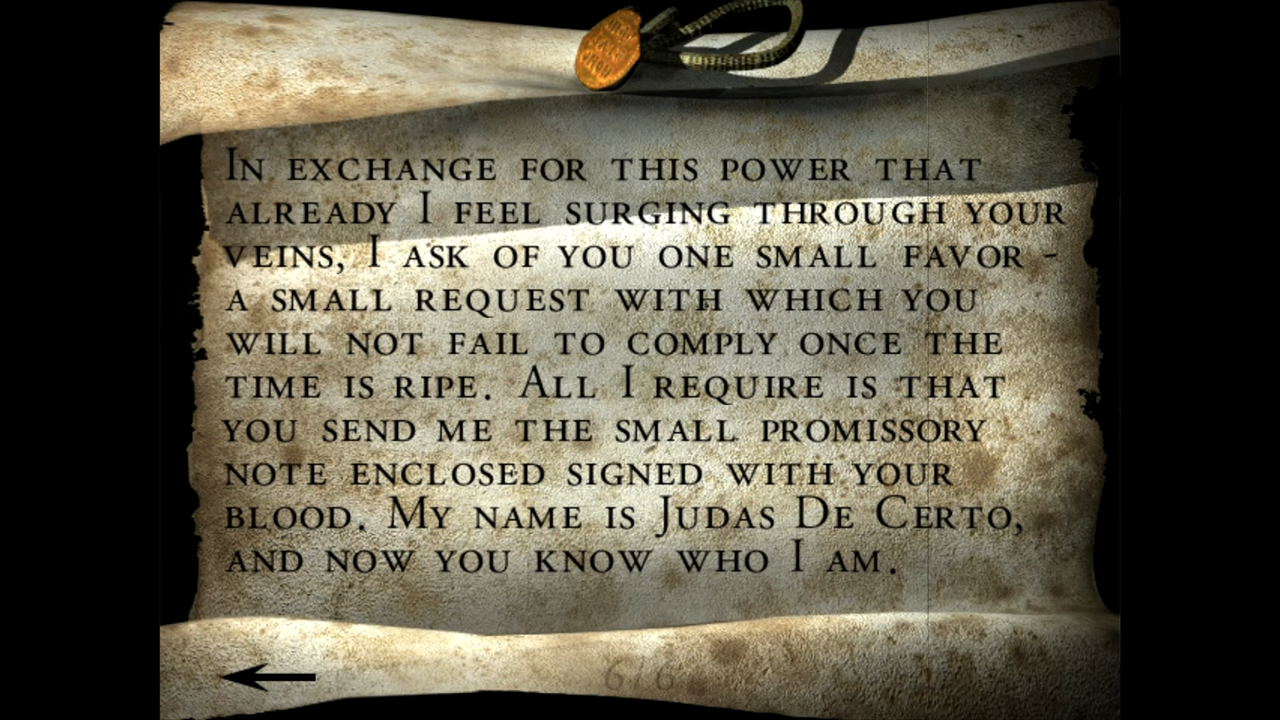 In exchange for this power that
already I feel surging through your
veins, I ask of you one small favor -
a small request with which you
will not fail to comply once the
time is ripe. All I require is that
you send me the small promissory
note enclosed signed with your
blood. My name is Judas De Certo,
and now you know who I am.
6/6